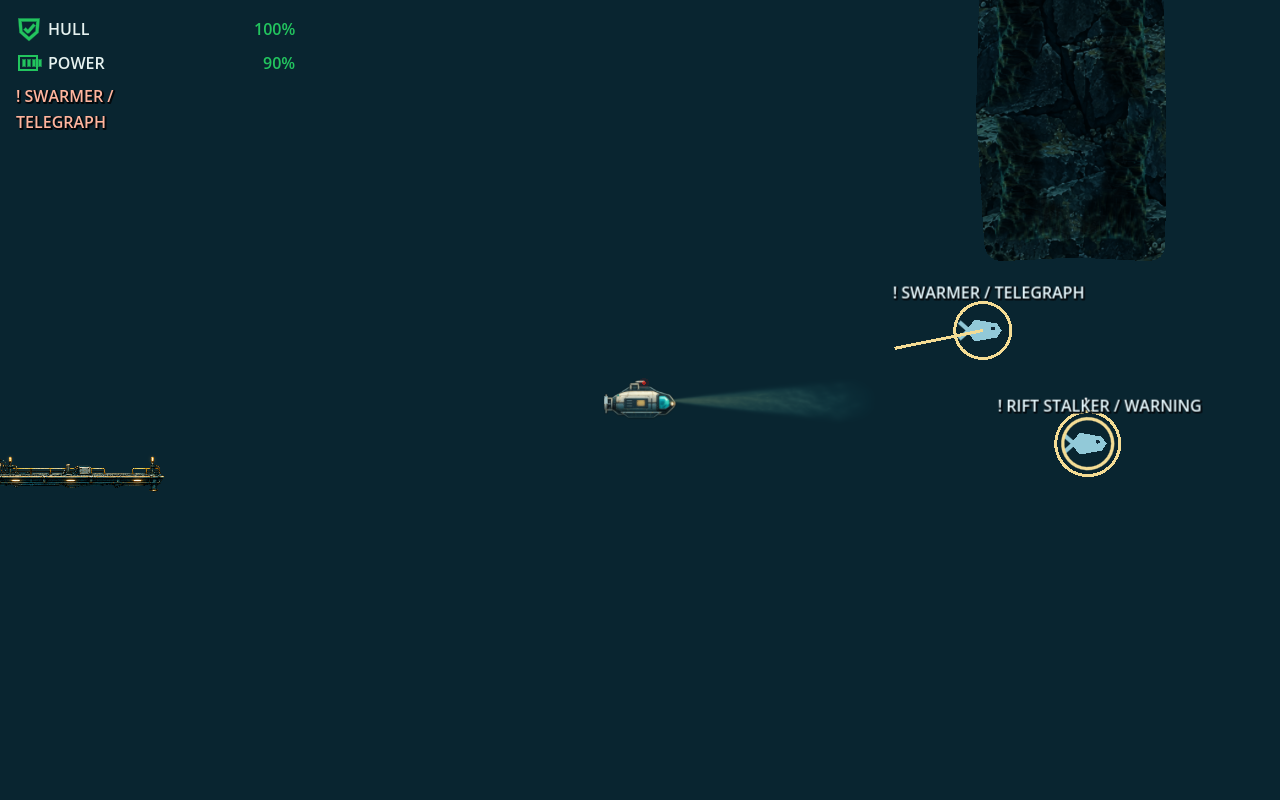 HULL 100%
POWER 90%
! SWARMER /
TELEGRAPH
! SWARMER / TELEGRAPH
! RIFT STALKER / WARNING